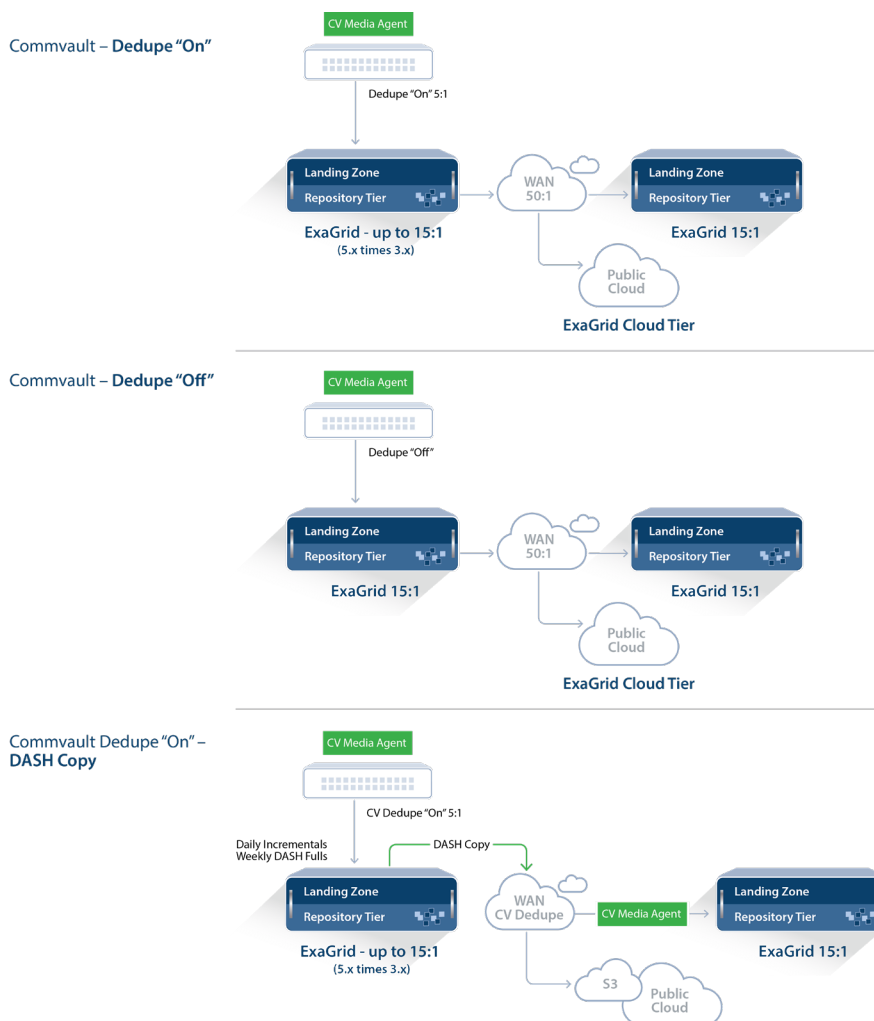 CV Media Agent
Commvault – Dedupe “On”
Dedupe “On” 5:1
Landing Zone
Repository Tier
WAN
50:1
Landing Zone
Repository Tier
ExaGrid - up to 15:1
(5.x times 3.x)
ExaGrid 15:1
Public
Cloud
ExaGrid Cloud Tier
Commvault – Dedupe “Off”
CV Media Agent
Dedupe “Off”
Landing Zone
Repository Tier
WAN
50:1
Landing Zone
Repository Tier
ExaGrid 15:1
ExaGrid 15:1
Public
Cloud
ExaGrid Cloud Tier
Commvault Dedupe “On” –
DASH Copy
CV Media Agent
CV Dedupe “On” 5:1
Daily Incrementals
Weekly DASH Fulls
DASH Copy
Landing Zone
Repository Tier
WAN
CV Dedupe
CV Media Agent
Landing Zone
Repository Tier
ExaGrid - up to 15:1
(5.x times 3.x)
ExaGrid 15:1
S3
Public
Cloud